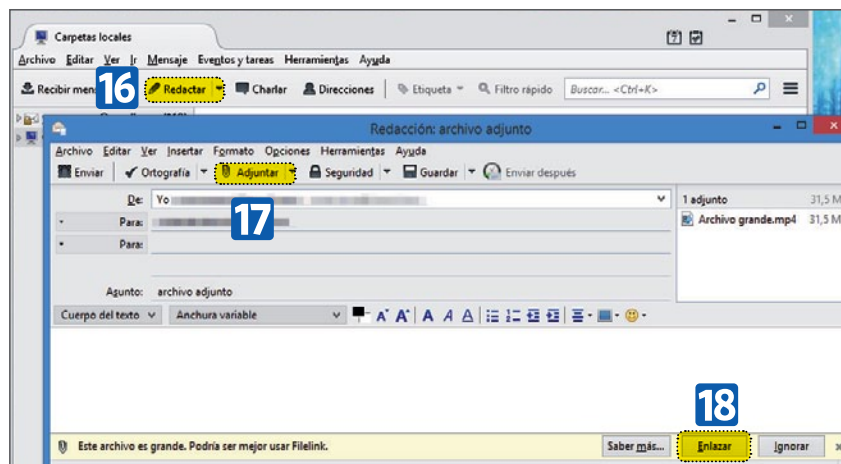 Carpetas locales
Archivo Editar Ver Ir Mensaje Eventos y tareas Herramientas Ayuda
Recibir mens 16 Redactar Charlar Direcciones Etiqueta Filtro rápido Buscar... <Ctrl+K>
Redacción: archivo adjunto
Archivo Editar Ver Insertar Formato Opciones Herramientas Ayuda
Enviar Ortografía Adjuntar Seguridad Guardar Enviar después
De: Yo 1 adjunto 31,5 M
17
Para: Archivo grande.mp4 31,5 M
Para:
Asunto: archivo adjunto
Cuerpo del texto Anchura variable
18
Este archivo es grande. Podría ser mejor usar Filelink. Saber más... Enlazar Ignorar